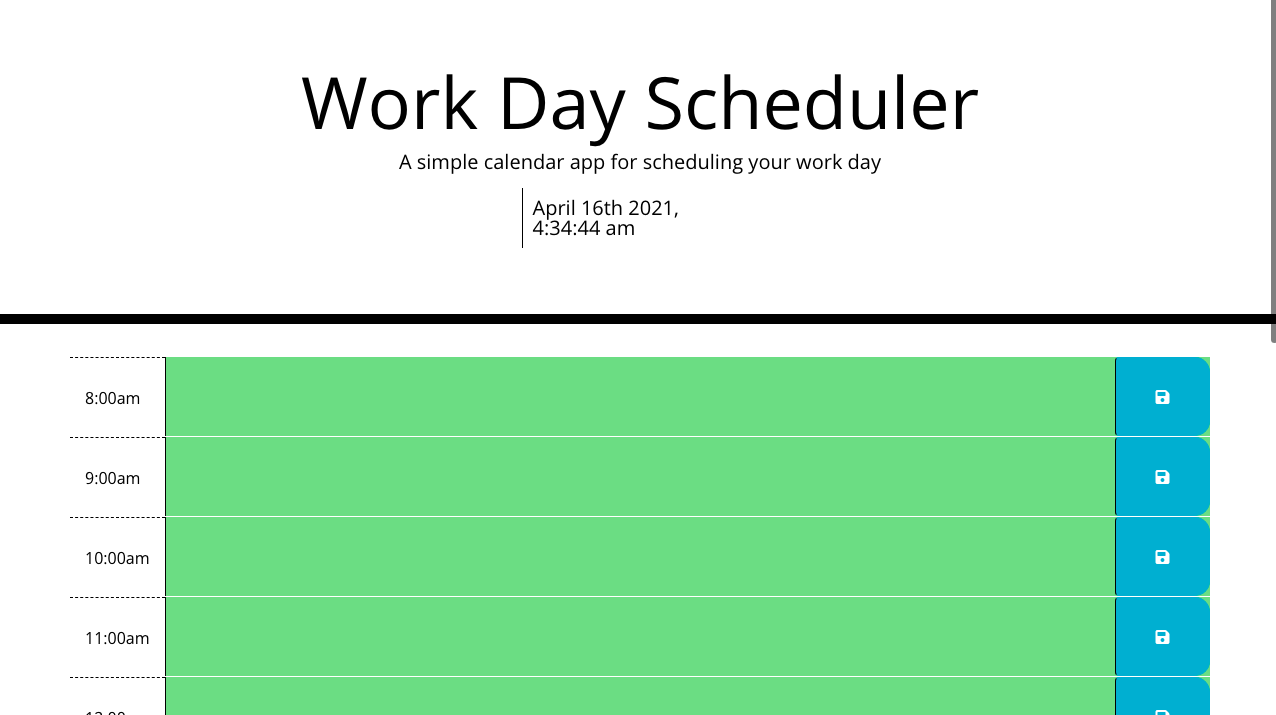 Work Day Scheduler
A simple calendar app for scheduling your work day
April 16th 2021,
4:34:44 am
8:00am
9:00am
10:00am
11:00am